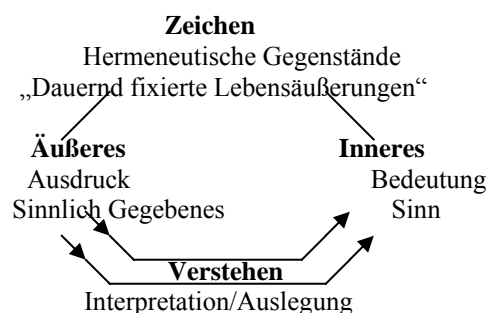 Zeichen
Hermeneutische Gegenstände
„Dauernd fixierte Lebensäußerungen“
Äußeres
Inneres
Ausdruck
Bedeutung
Sinnlich Gegebenes
Sinn
Verstehen
Interpretation/Auslegung